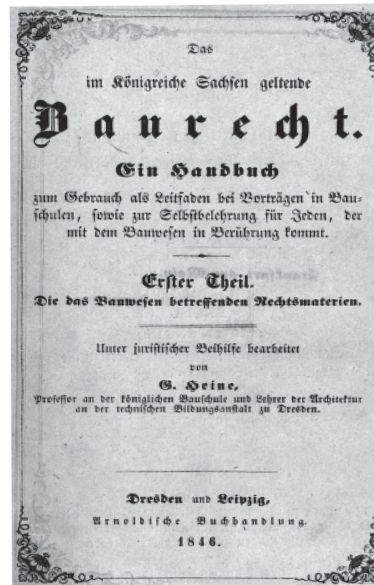 Das
im Königreiche Sachsen geltende
Baurecht.
Ein Handbuch
zum Gebrauch als Leitfaden bei Vorträgen in Bau-
schulen, sowie zur Selbstbelehrung für Jeden, der
mit dem Bauwesen in Berührung kommt.
Erster Theil.
Die das Bauwesen betreffenden Rechtsmaterien.
Unter juristischer Beihilfe bearbeitet
von
G. Heine,
Professor an der königlichen Bauschule und Lehrer der Architektur
an der technischen Bildungsanstalt zu Dresden.
Dresden und Leipzig,
Arnoldische Buchhandlung.
1846.